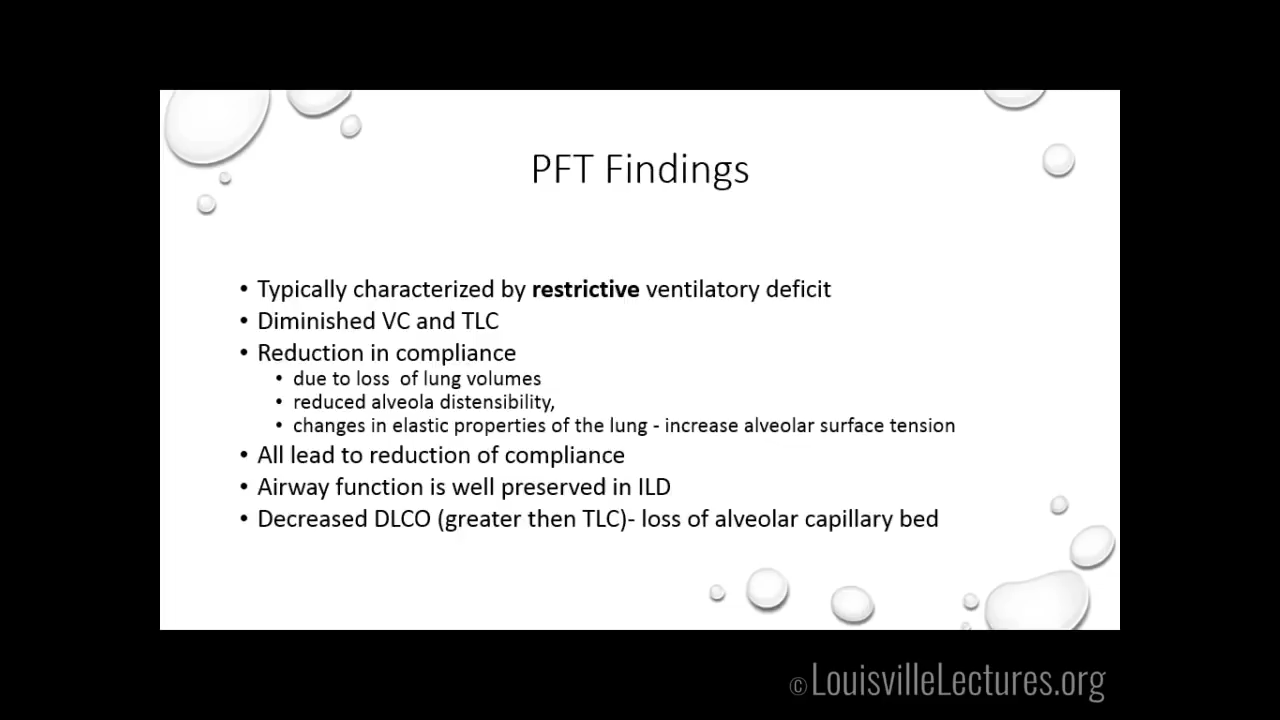 PFT Findings
• Typically characterized by restrictive ventilatory deficit
• Diminished VC and TLC
• Reduction in compliance
• due to loss of lung volumes
• reduced alveola distensibility,
• changes in elastic properties of the lung - increase alveolar surface tension
• All lead to reduction of compliance
• Airway function is well preserved in ILD
• Decreased DLCO (greater then TLC)- loss of alveolar capillary bed
© LouisvilleLectures.org